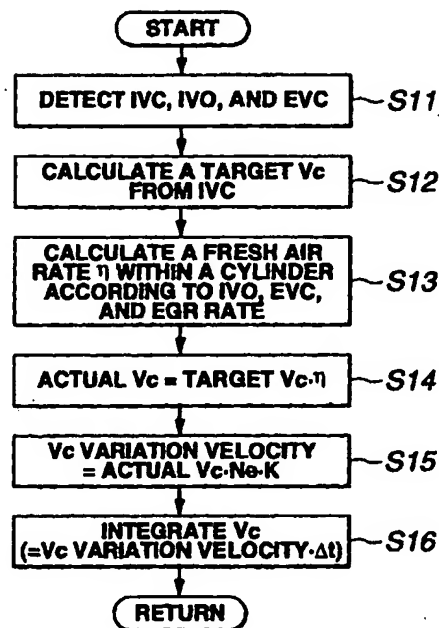 START
DETECT IVC, IVO, AND EVC
S11
CALCULATE A TARGET Vc
FROM IVC
S12
CALCULATE A FRESH AIR
RATE η WITHIN A CYLINDER
ACCORDING TO IVO, EVC,
AND EGR RATE
S13
ACTUAL Vc = TARGET Vc·η
S14
Vc VARIATION VELOCITY
= ACTUAL Vc·Ne·K
S15
INTEGRATE Vc
(=Vc VARIATION VELOCITY·Δt)
S16
RETURN